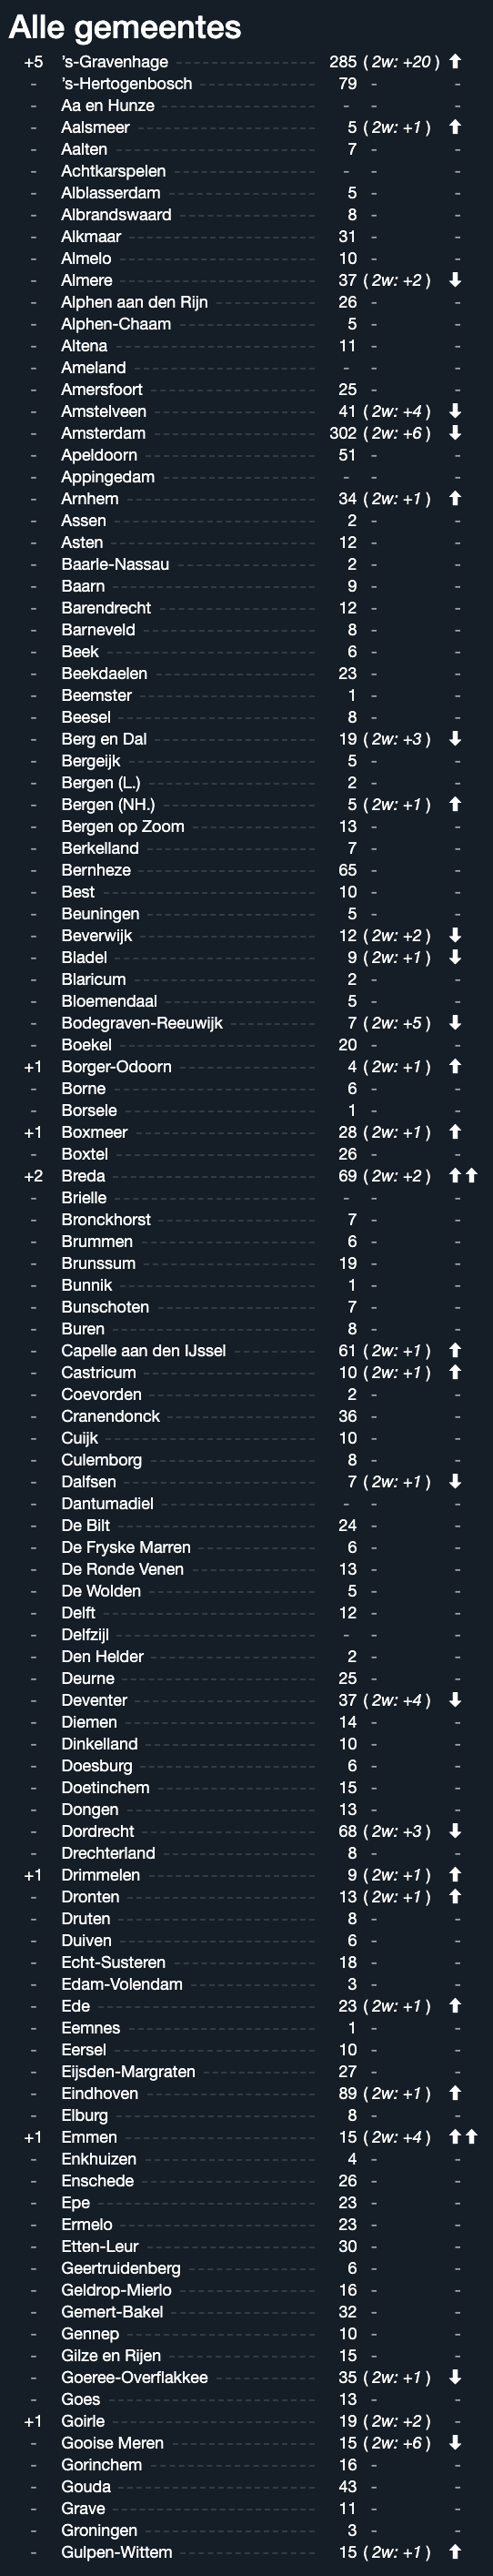 Alle gemeentes
+5 's-Gravenhage 285 ( 2w: +20 ) ⬆
- 's-Hertogenbosch 79 - -
- Aa en Hunze - - -
- Aalsmeer 5 ( 2w: +1 ) ⬆
- Aalten 7 - -
- Achtkarspelen - - -
- Alblasserdam 5 - -
- Albrandswaard 8 - -
- Alkmaar 31 - -
- Almelo 10 - -
- Almere 37 ( 2w: +2 ) ⬇
- Alphen aan den Rijn 26 - -
- Alphen-Chaam 5 - -
- Altena 11 - -
- Ameland - - -
- Amersfoort 25 - -
- Amstelveen 41 ( 2w: +4 ) ⬇
- Amsterdam 302 ( 2w: +6 ) ⬇
- Apeldoorn 51 - -
- Appingedam - - -
- Arnhem 34 ( 2w: +1 ) ⬆
- Assen 2 - -
- Asten 12 - -
- Baarle-Nassau 2 - -
- Baarn 9 - -
- Barendrecht 12 - -
- Barneveld 8 - -
- Beek 6 - -
- Beekdaelen 23 - -
- Beemster 1 - -
- Beesel 8 - -
- Berg en Dal 19 ( 2w: +3 ) ⬇
- Bergeijk 5 - -
- Bergen (L.) 2 - -
- Bergen (NH.) 5 ( 2w: +1 ) ⬆
- Bergen op Zoom 13 - -
- Berkelland 7 - -
- Bernheze 65 - -
- Best 10 - -
- Beuningen 5 - -
- Beverwijk 12 ( 2w: +2 ) ⬇
- Bladel 9 ( 2w: +1 ) ⬇
- Blaricum 2 - -
- Bloemendaal 5 - -
- Bodegraven-Reeuwijk 7 ( 2w: +5 ) ⬇
- Boekel 20 - -
+1 Borger-Odoorn 4 ( 2w: +1 ) ⬆
- Borne 6 - -
- Borsele 1 - -
+1 Boxmeer 28 ( 2w: +1 ) ⬆
- Boxtel 26 - -
+2 Breda 69 ( 2w: +2 ) ⬆⬆
- Brielle - - -
- Bronckhorst 7 - -
- Brummen 6 - -
- Brunssum 19 - -
- Bunnik 1 - -
- Bunschoten 7 - -
- Buren 8 - -
- Capelle aan den IJssel 61 ( 2w: +1 ) ⬆
- Castricum 10 ( 2w: +1 ) ⬆
- Coevorden 2 - -
- Cranendonck 36 - -
- Cuijk 10 - -
- Culemborg 8 - -
- Dalfsen 7 ( 2w: +1 ) ⬇
- Dantumadiel - - -
- De Bilt 24 - -
- De Fryske Marren 6 - -
- De Ronde Venen 13 - -
- De Wolden 5 - -
- Delft 12 - -
- Delfzijl - - -
- Den Helder 2 - -
- Deurne 25 - -
- Deventer 37 ( 2w: +4 ) ⬇
- Diemen 14 - -
- Dinkelland 10 - -
- Doesburg 6 - -
- Doetinchem 15 - -
- Dongen 13 - -
- Dordrecht 68 ( 2w: +3 ) ⬇
- Drechterland 8 - -
+1 Drimmelen 9 ( 2w: +1 ) ⬆
- Dronten 13 ( 2w: +1 ) ⬆
- Druten 8 - -
- Duiven 6 - -
- Echt-Susteren 18 - -
- Edam-Volendam 3 - -
- Ede 23 ( 2w: +1 ) ⬆
- Eemnes 1 - -
- Eersel 10 - -
- Eijsden-Margraten 27 - -
- Eindhoven 89 ( 2w: +1 ) ⬆
- Elburg 8 - -
+1 Emmen 15 ( 2w: +4 ) ⬆⬆
- Enkhuizen 4 - -
- Enschede 26 - -
- Epe 23 - -
- Ermelo 23 - -
- Etten-Leur 30 - -
- Geertruidenberg 6 - -
- Geldrop-Mierlo 16 - -
- Gemert-Bakel 32 - -
- Gennep 10 - -
- Gilze en Rijen 15 - -
- Goeree-Overflakkee 35 ( 2w: +1 ) ⬇
- Goes 13 - -
+1 Goirle 19 ( 2w: +2 ) -
- Gooise Meren 15 ( 2w: +6 ) ⬇
- Gorinchem 16 - -
- Gouda 43 - -
- Grave 11 - -
- Groningen 3 - -
- Gulpen-Wittem 15 ( 2w: +1 ) ⬆